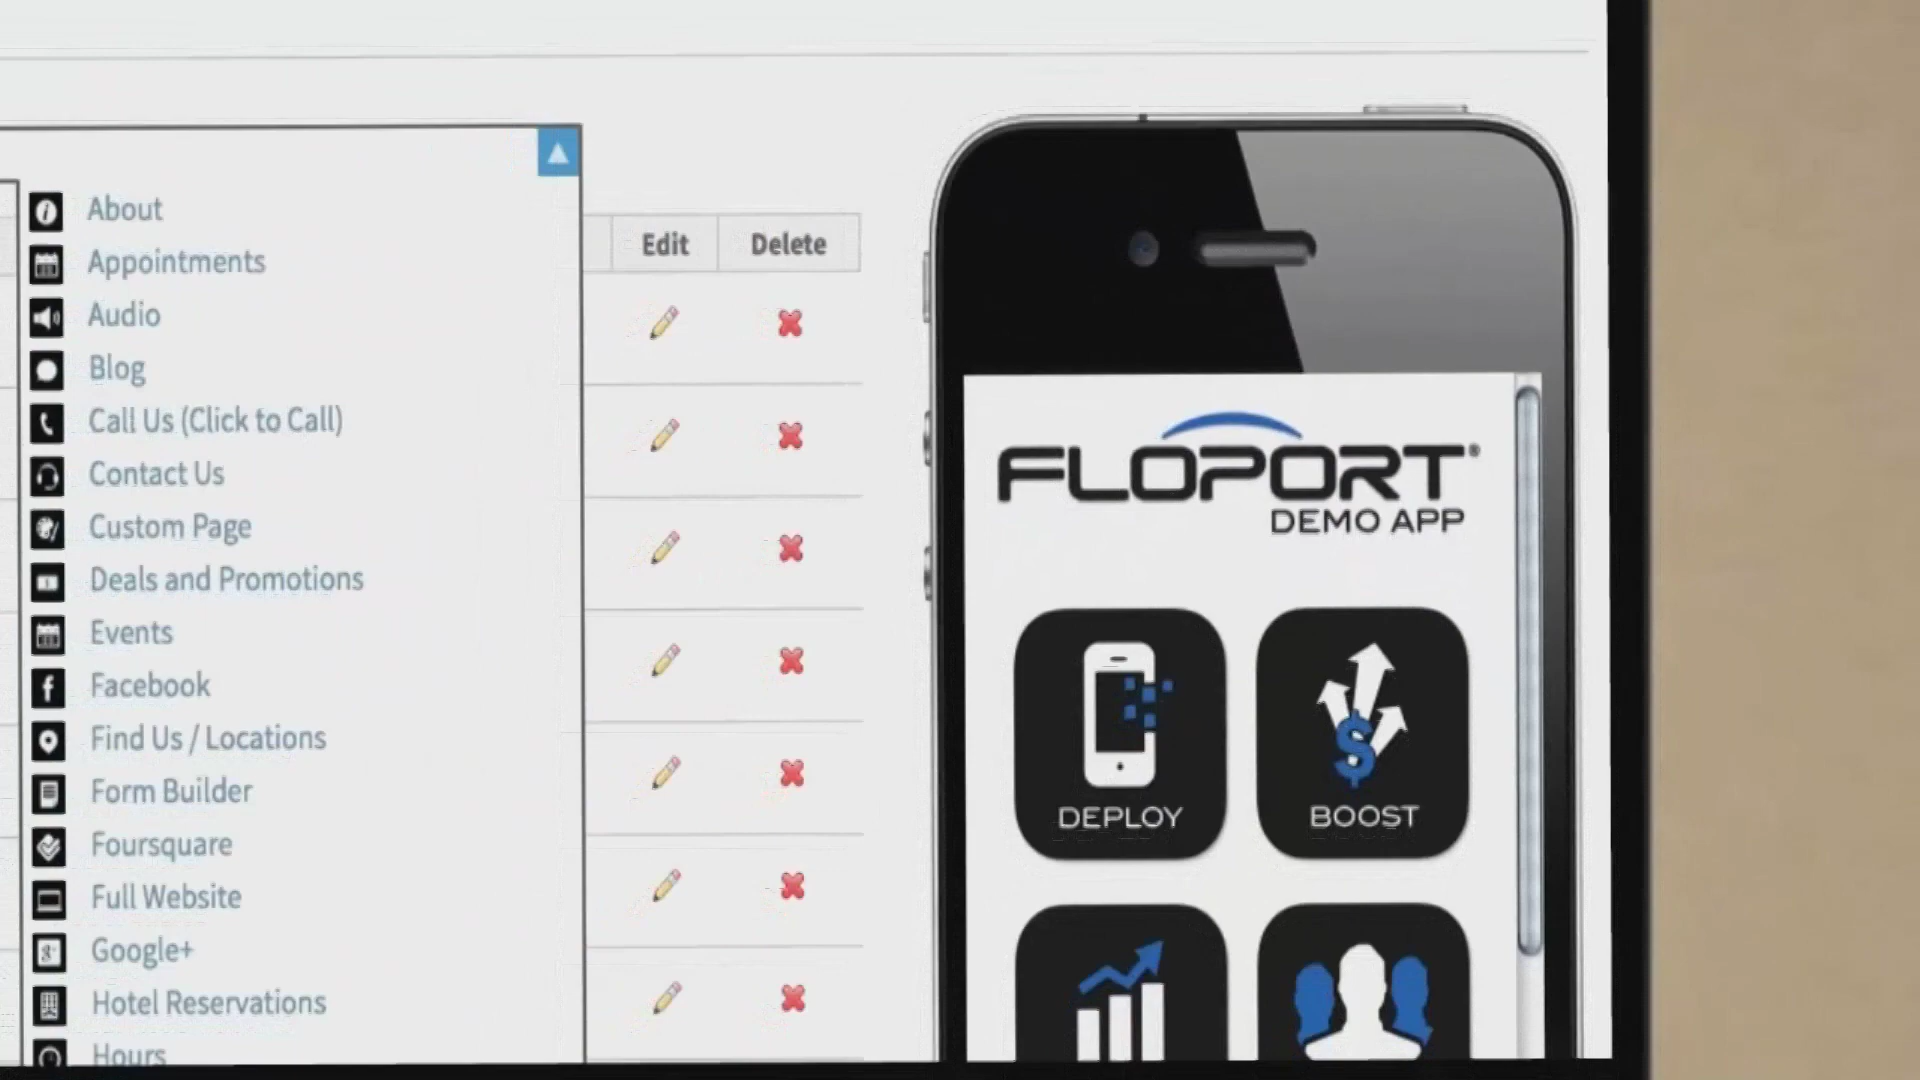 About
Appointments
Audio
Blog
Call Us (Click to Call)
Contact Us
Custom Page
Deals and Promotions
Events
Facebook
Find Us / Locations
Form Builder
Foursquare
Full Website
Google+
Hotel Reservations
Hours
Edit Delete
FLOPORT®
DEMO APP
DEPLOY BOOST